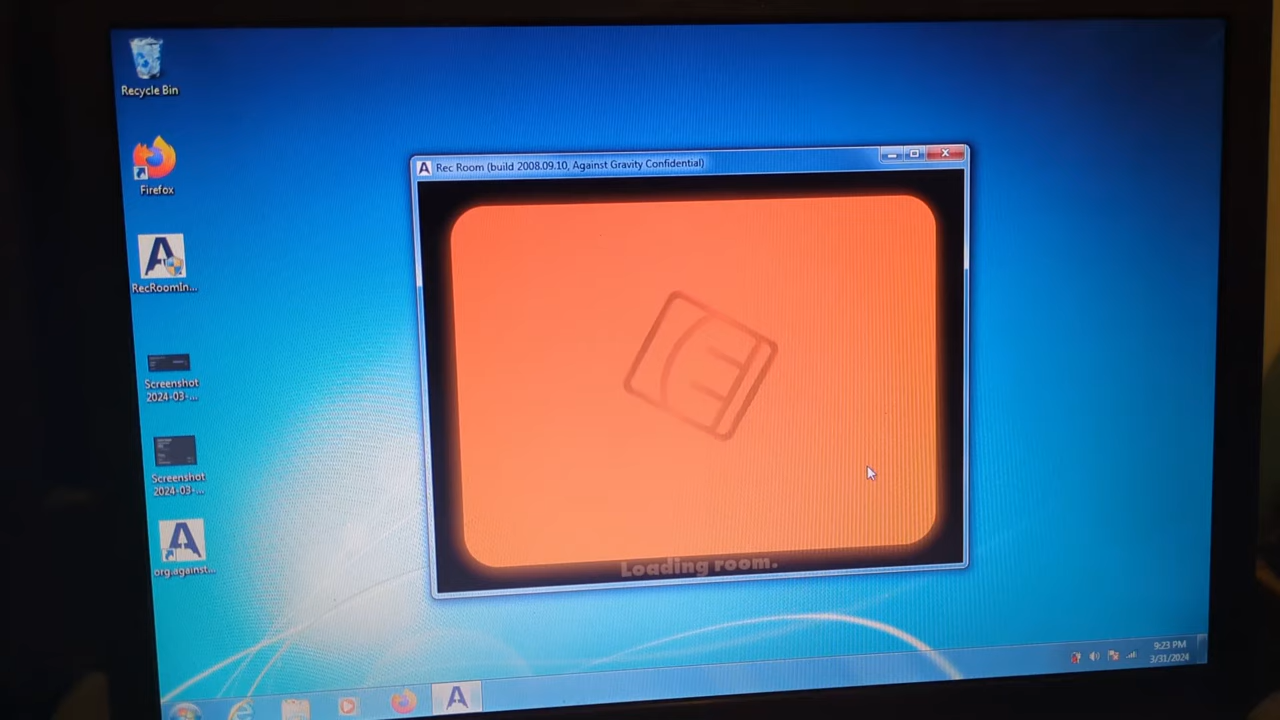 Recycle Bin
Firefox
RecRoomIn...
Screenshot
2024-03-...
Screenshot
2024-03-...
org.against...
Rec Room (build 2008.09.10, Against Gravity Confidential)
Loading room.
9:23 PM
3/31/2024